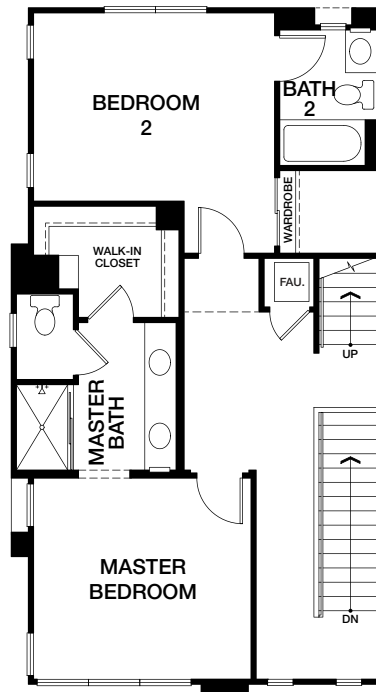 BEDROOM
2
BATH
2
WARDROBE
WALK-IN
CLOSET
FAU.
UP
MASTER
BATH
MASTER
BEDROOM
DN